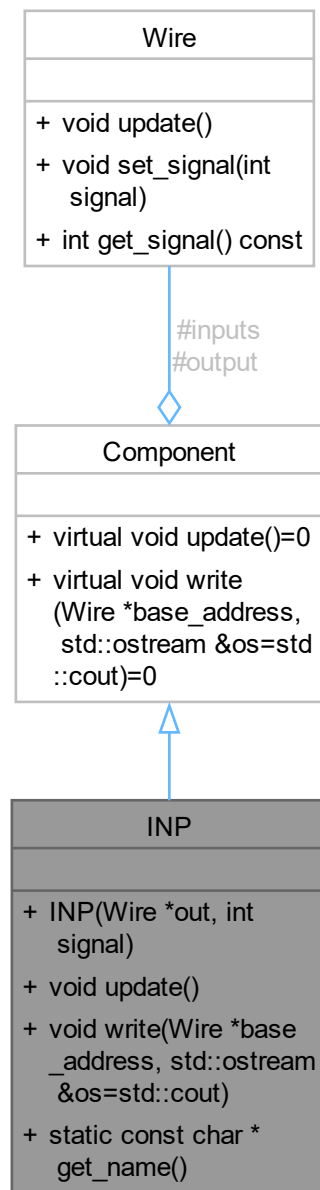 Wire
+ void update()
+ void set_signal(int
signal)
+ int get_signal() const
#inputs
#output
Component
+ virtual void update()=0
+ virtual void write
(Wire *base_address,
std::ostream &os=std
::cout)=0
INP
+ INP(Wire *out, int
signal)
+ void update()
+ void write(Wire *base
_address, std::ostream
&os=std::cout)
+ static const char *
get_name()